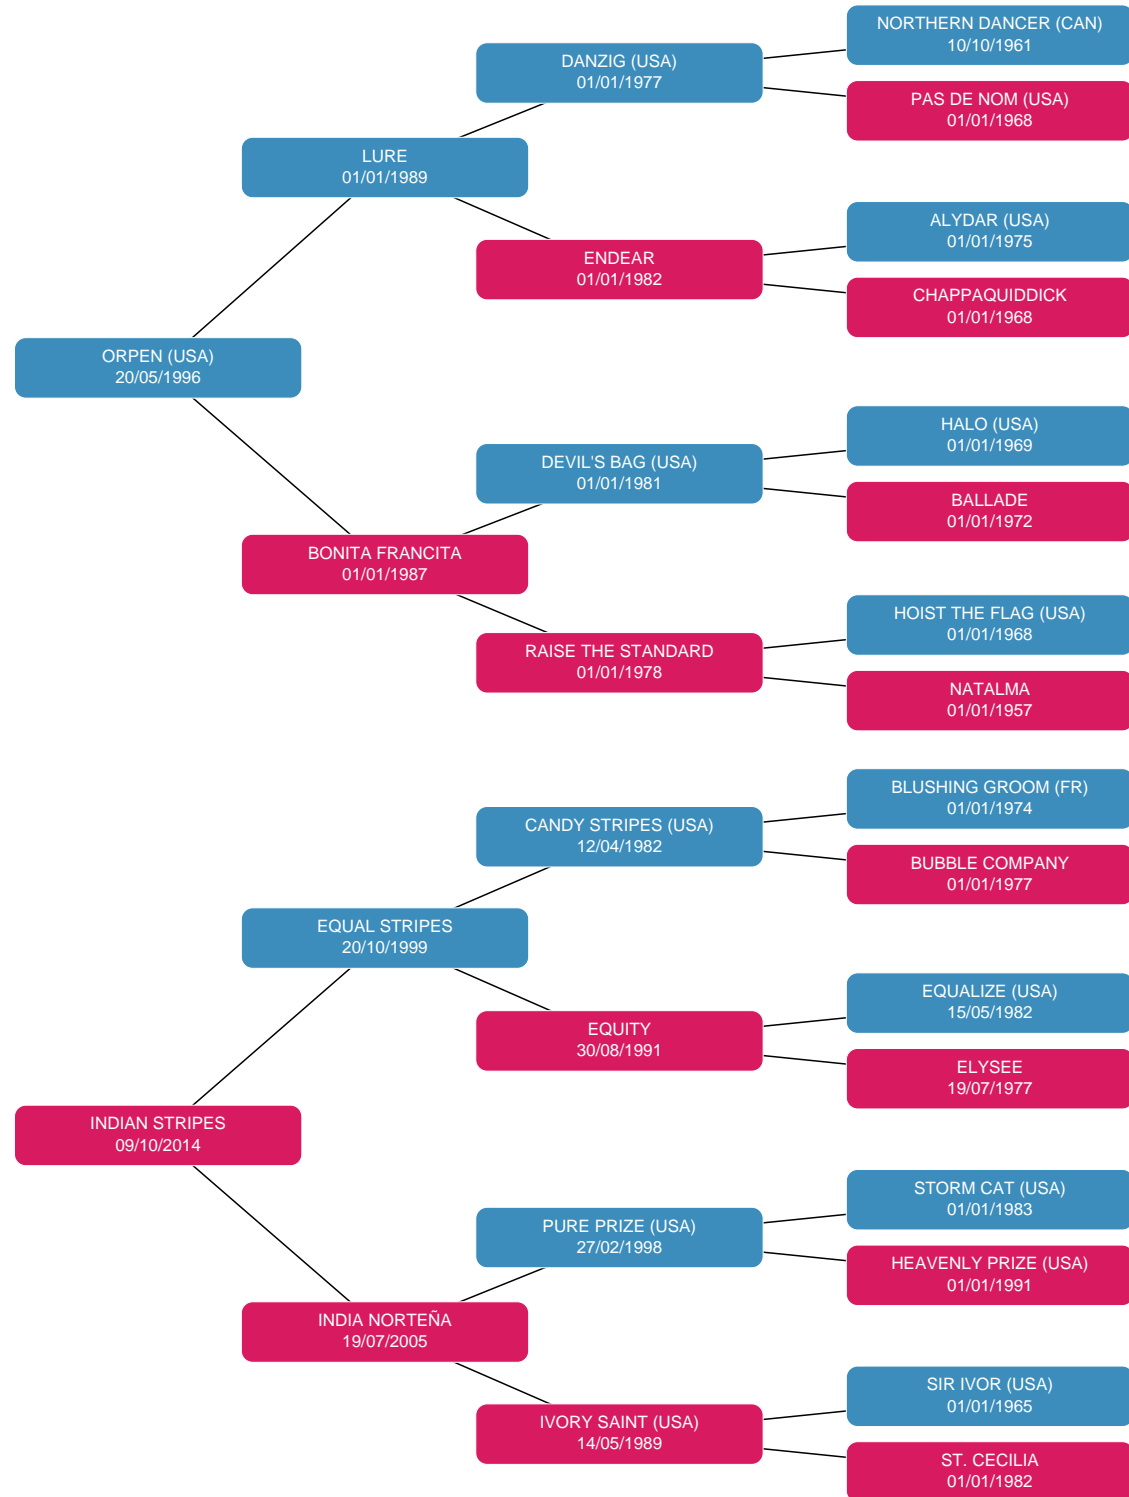 NORTHERN DANCER (CAN)
10/10/1961
DANZIG (USA)
01/01/1977
PAS DE NOM (USA)
01/01/1968
LURE
01/01/1989
ALYDAR (USA)
01/01/1975
ENDEAR
01/01/1982
CHAPPAQUIDDICK
01/01/1968
ORPEN (USA)
20/05/1996
HALO (USA)
01/01/1969
DEVIL'S BAG (USA)
01/01/1981
BALLADE
01/01/1972
BONITA FRANCITA
01/01/1987
HOIST THE FLAG (USA)
01/01/1968
RAISE THE STANDARD
01/01/1978
NATALMA
01/01/1957
BLUSHING GROOM (FR)
01/01/1974
CANDY STRIPES (USA)
12/04/1982
BUBBLE COMPANY
01/01/1977
EQUAL STRIPES
20/10/1999
EQUALIZE (USA)
15/05/1982
EQUITY
30/08/1991
ELYSEE
19/07/1977
INDIAN STRIPES
09/10/2014
STORM CAT (USA)
01/01/1983
PURE PRIZE (USA)
27/02/1998
HEAVENLY PRIZE (USA)
01/01/1991
INDIA NORTEÑA
19/07/2005
SIR IVOR (USA)
01/01/1965
IVORY SAINT (USA)
14/05/1989
ST. CECILIA
01/01/1982